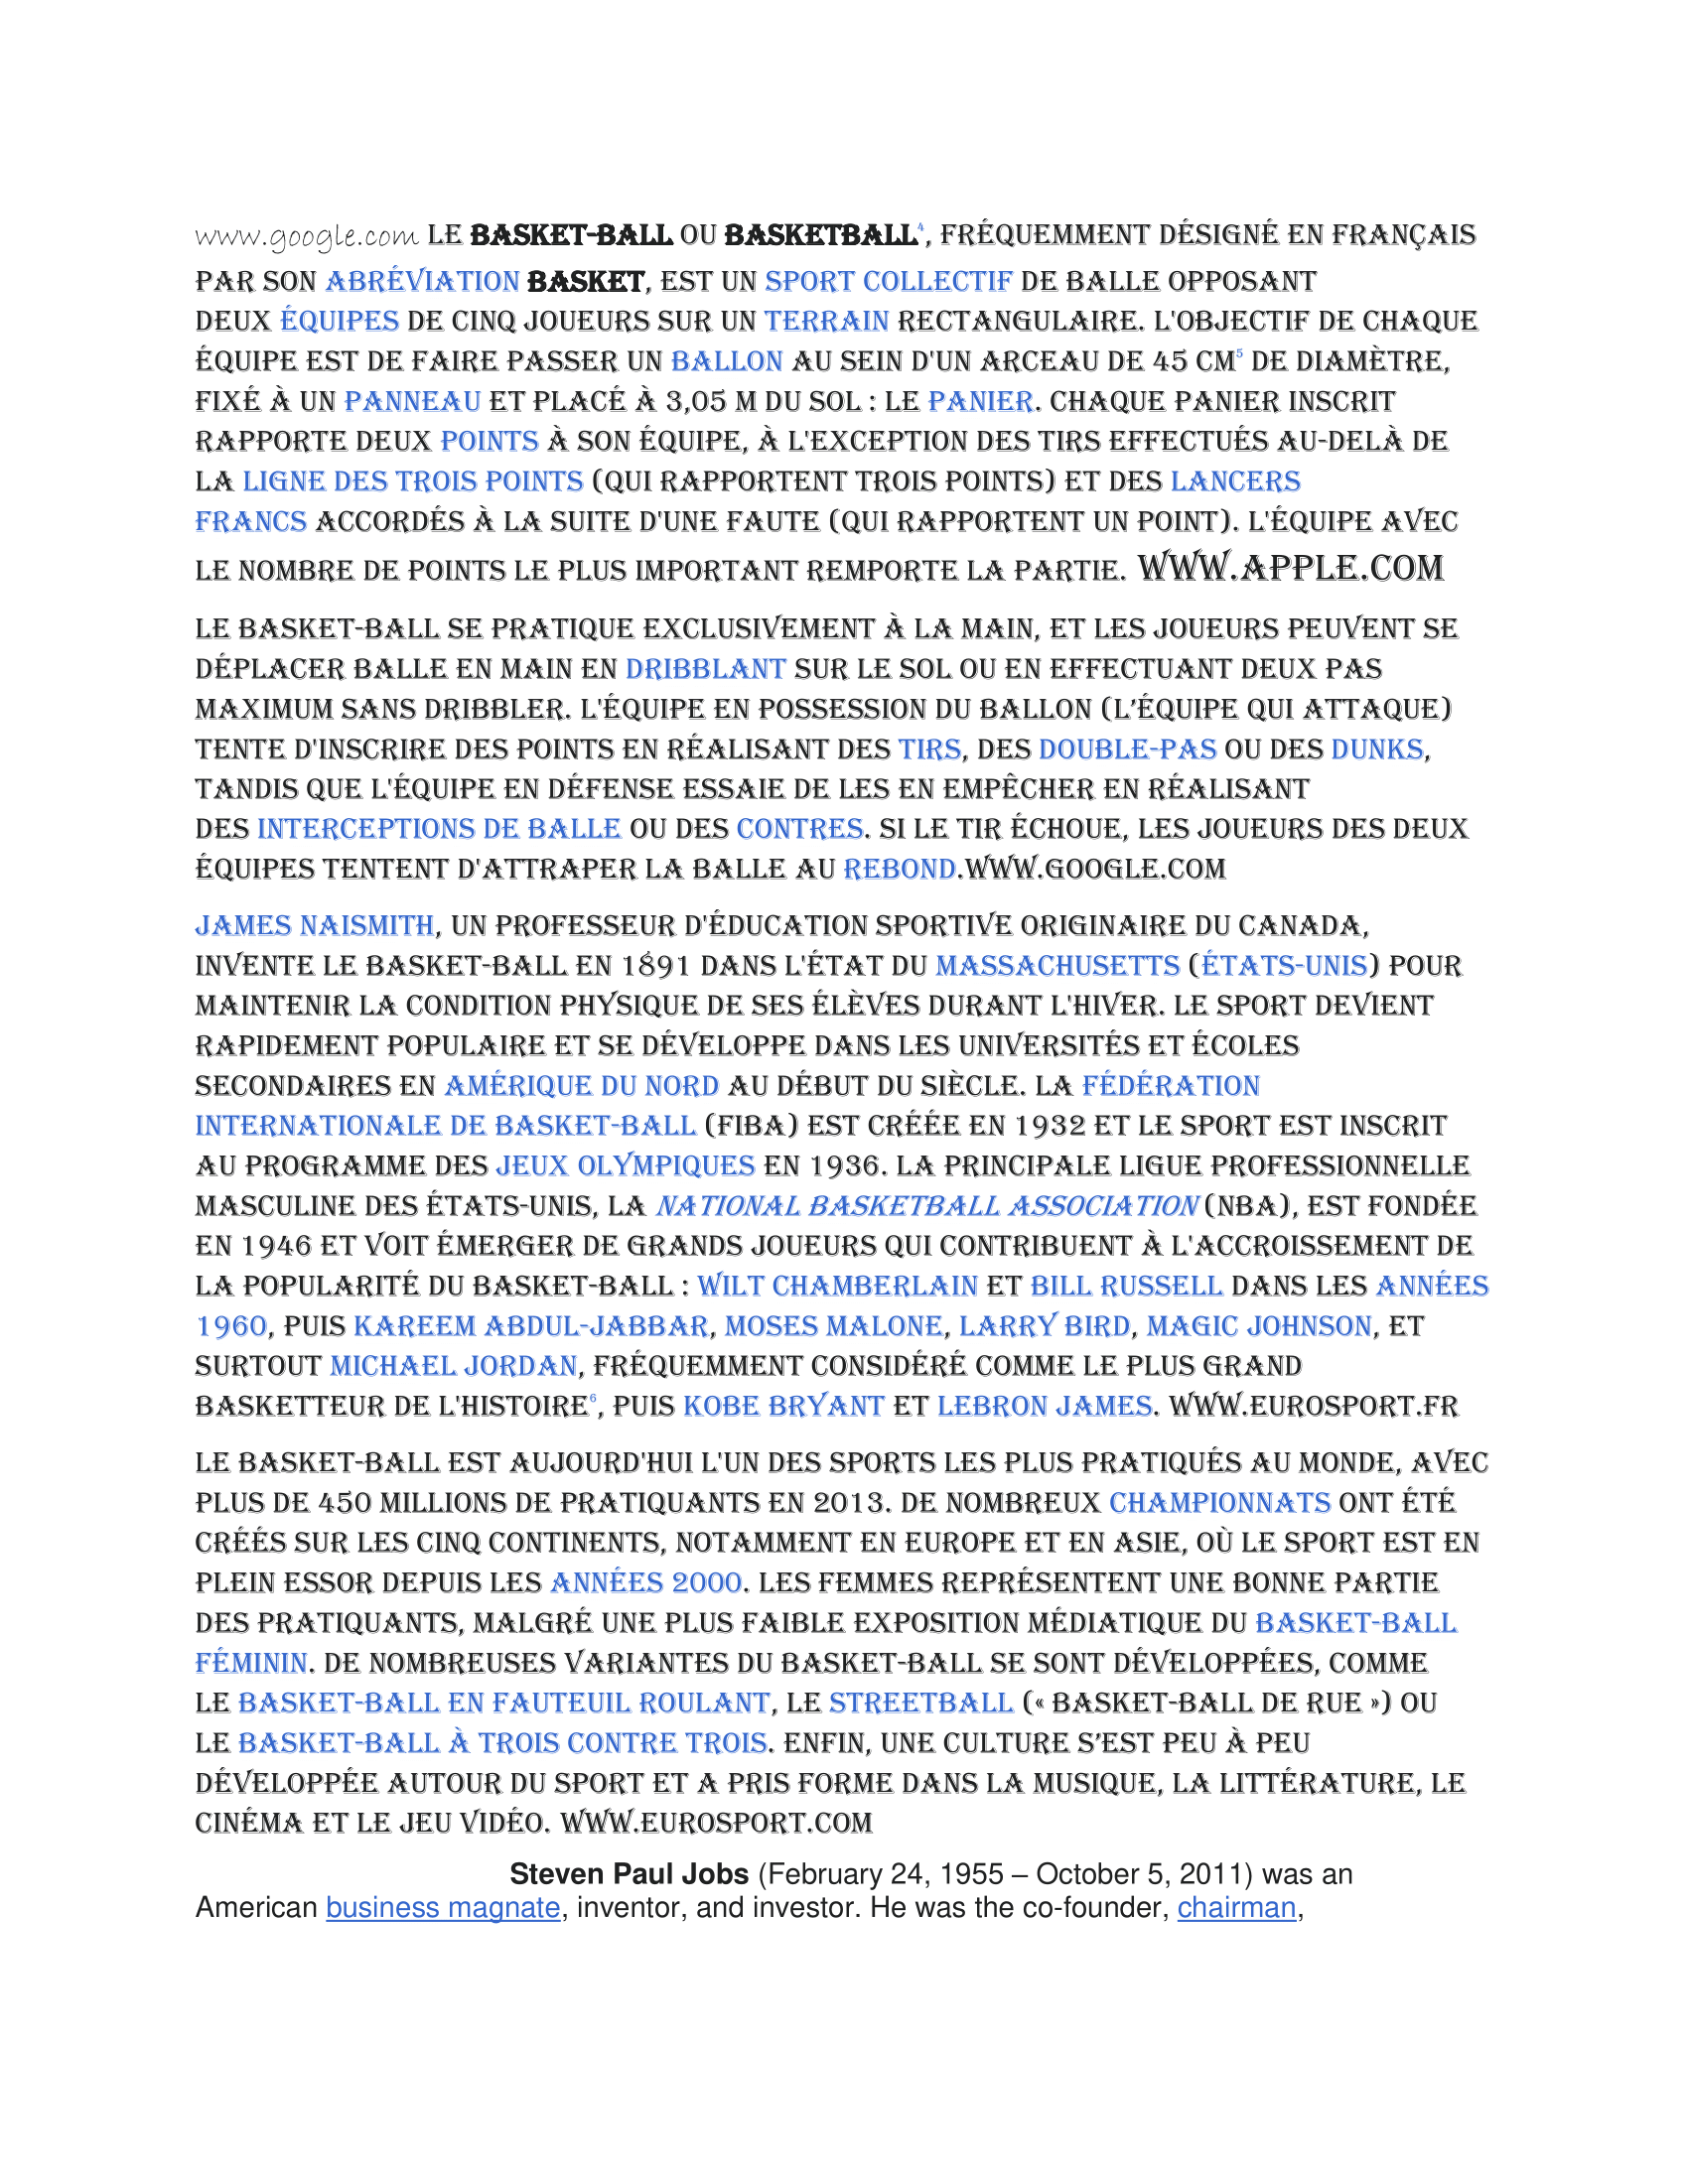 www.google.com LE BASKET-BALL OU BASKETBALL4, FRÉQUEMMENT DÉSIGNÉ EN FRANÇAIS
PAR SON ABRÉVIATION BASKET, EST UN SPORT COLLECTIF DE BALLE OPPOSANT
DEUX ÉQUIPES DE CINQ JOUEURS SUR UN TERRAIN RECTANGULAIRE. L'OBJECTIF DE CHAQUE
ÉQUIPE EST DE FAIRE PASSER UN BALLON AU SEIN D'UN ARCEAU DE 45 CM5 DE DIAMÈTRE,
FIXÉ À UN PANNEAU ET PLACÉ À 3,05 M DU SOL : LE PANIER. CHAQUE PANIER INSCRIT
RAPPORTE DEUX POINTS À SON ÉQUIPE, À L'EXCEPTION DES TIRS EFFECTUÉS AU-DELÀ DE
LA LIGNE DES TROIS POINTS (QUI RAPPORTENT TROIS POINTS) ET DES LANCERS
FRANCS ACCORDÉS À LA SUITE D'UNE FAUTE (QUI RAPPORTENT UN POINT). L'ÉQUIPE AVEC
LE NOMBRE DE POINTS LE PLUS IMPORTANT REMPORTE LA PARTIE. WWW.APPLE.COM
LE BASKET-BALL SE PRATIQUE EXCLUSIVEMENT À LA MAIN, ET LES JOUEURS PEUVENT SE
DÉPLACER BALLE EN MAIN EN DRIBBLANT SUR LE SOL OU EN EFFECTUANT DEUX PAS
MAXIMUM SANS DRIBBLER. L'ÉQUIPE EN POSSESSION DU BALLON (L’ÉQUIPE QUI ATTAQUE)
TENTE D'INSCRIRE DES POINTS EN RÉALISANT DES TIRS, DES DOUBLE-PAS OU DES DUNKS,
TANDIS QUE L'ÉQUIPE EN DÉFENSE ESSAIE DE LES EN EMPÊCHER EN RÉALISANT
DES INTERCEPTIONS DE BALLE OU DES CONTRES. SI LE TIR ÉCHOUE, LES JOUEURS DES DEUX
ÉQUIPES TENTENT D'ATTRAPER LA BALLE AU REBOND.WWW.GOOGLE.COM
JAMES NAISMITH, UN PROFESSEUR D'ÉDUCATION SPORTIVE ORIGINAIRE DU CANADA,
INVENTE LE BASKET-BALL EN 1891 DANS L'ÉTAT DU MASSACHUSETTS (ÉTATS-UNIS) POUR
MAINTENIR LA CONDITION PHYSIQUE DE SES ÉLÈVES DURANT L'HIVER. LE SPORT DEVIENT
RAPIDEMENT POPULAIRE ET SE DÉVELOPPE DANS LES UNIVERSITÉS ET ÉCOLES
SECONDAIRES EN AMÉRIQUE DU NORD AU DÉBUT DU SIÈCLE. LA FÉDÉRATION
INTERNATIONALE DE BASKET-BALL (FIBA) EST CRÉÉE EN 1932 ET LE SPORT EST INSCRIT
AU PROGRAMME DES JEUX OLYMPIQUES EN 1936. LA PRINCIPALE LIGUE PROFESSIONNELLE
MASCULINE DES ÉTATS-UNIS, LA NATIONAL BASKETBALL ASSOCIATION (NBA), EST FONDÉE
EN 1946 ET VOIT ÉMERGER DE GRANDS JOUEURS QUI CONTRIBUENT À L'ACCROISSEMENT DE
LA POPULARITÉ DU BASKET-BALL : WILT CHAMBERLAIN ET BILL RUSSELL DANS LES ANNÉES
1960, PUIS KAREEM ABDUL-JABBAR, MOSES MALONE, LARRY BIRD, MAGIC JOHNSON, ET
SURTOUT MICHAEL JORDAN, FRÉQUEMMENT CONSIDÉRÉ COMME LE PLUS GRAND
BASKETTEUR DE L'HISTOIRE6, PUIS KOBE BRYANT ET LEBRON JAMES. WWW.EUROSPORT.FR
LE BASKET-BALL EST AUJOURD'HUI L'UN DES SPORTS LES PLUS PRATIQUÉS AU MONDE, AVEC
PLUS DE 450 MILLIONS DE PRATIQUANTS EN 2013. DE NOMBREUX CHAMPIONNATS ONT ÉTÉ
CRÉÉS SUR LES CINQ CONTINENTS, NOTAMMENT EN EUROPE ET EN ASIE, OÙ LE SPORT EST EN
PLEIN ESSOR DEPUIS LES ANNÉES 2000. LES FEMMES REPRÉSENTENT UNE BONNE PARTIE
DES PRATIQUANTS, MALGRÉ UNE PLUS FAIBLE EXPOSITION MÉDIATIQUE DU BASKET-BALL
FÉMININ. DE NOMBREUSES VARIANTES DU BASKET-BALL SE SONT DÉVELOPPÉES, COMME
LE BASKET-BALL EN FAUTEUIL ROULANT, LE STREETBALL (« BASKET-BALL DE RUE ») OU
LE BASKET-BALL À TROIS CONTRE TROIS. ENFIN, UNE CULTURE S’EST PEU À PEU
DÉVELOPPÉE AUTOUR DU SPORT ET A PRIS FORME DANS LA MUSIQUE, LA LITTÉRATURE, LE
CINÉMA ET LE JEU VIDÉO. WWW.EUROSPORT.COM
Steven Paul Jobs (February 24, 1955 – October 5, 2011) was an
American business magnate, inventor, and investor. He was the co-founder, chairman,